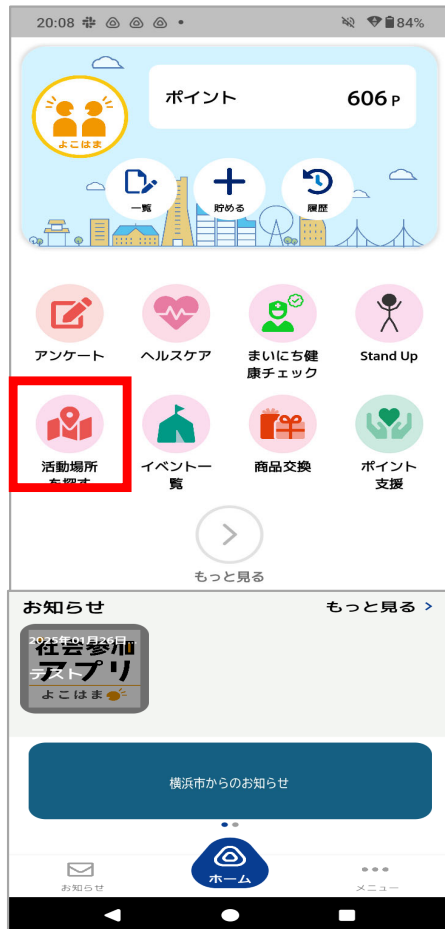 20:08
84%
よこはま
ポイント 606 P
一覧 貯める 履歴
アンケート ヘルスケア まいにち健 Stand Up
康チェック
活動場所 イベント一 商品交換 ポイント
を探す 覧 支援
もっと見る
お知らせ もっと見る >
2025年01月26日
社会参加
アプリ
テスト
よこはま
横浜市からのお知らせ
お知らせ ホーム メニュー